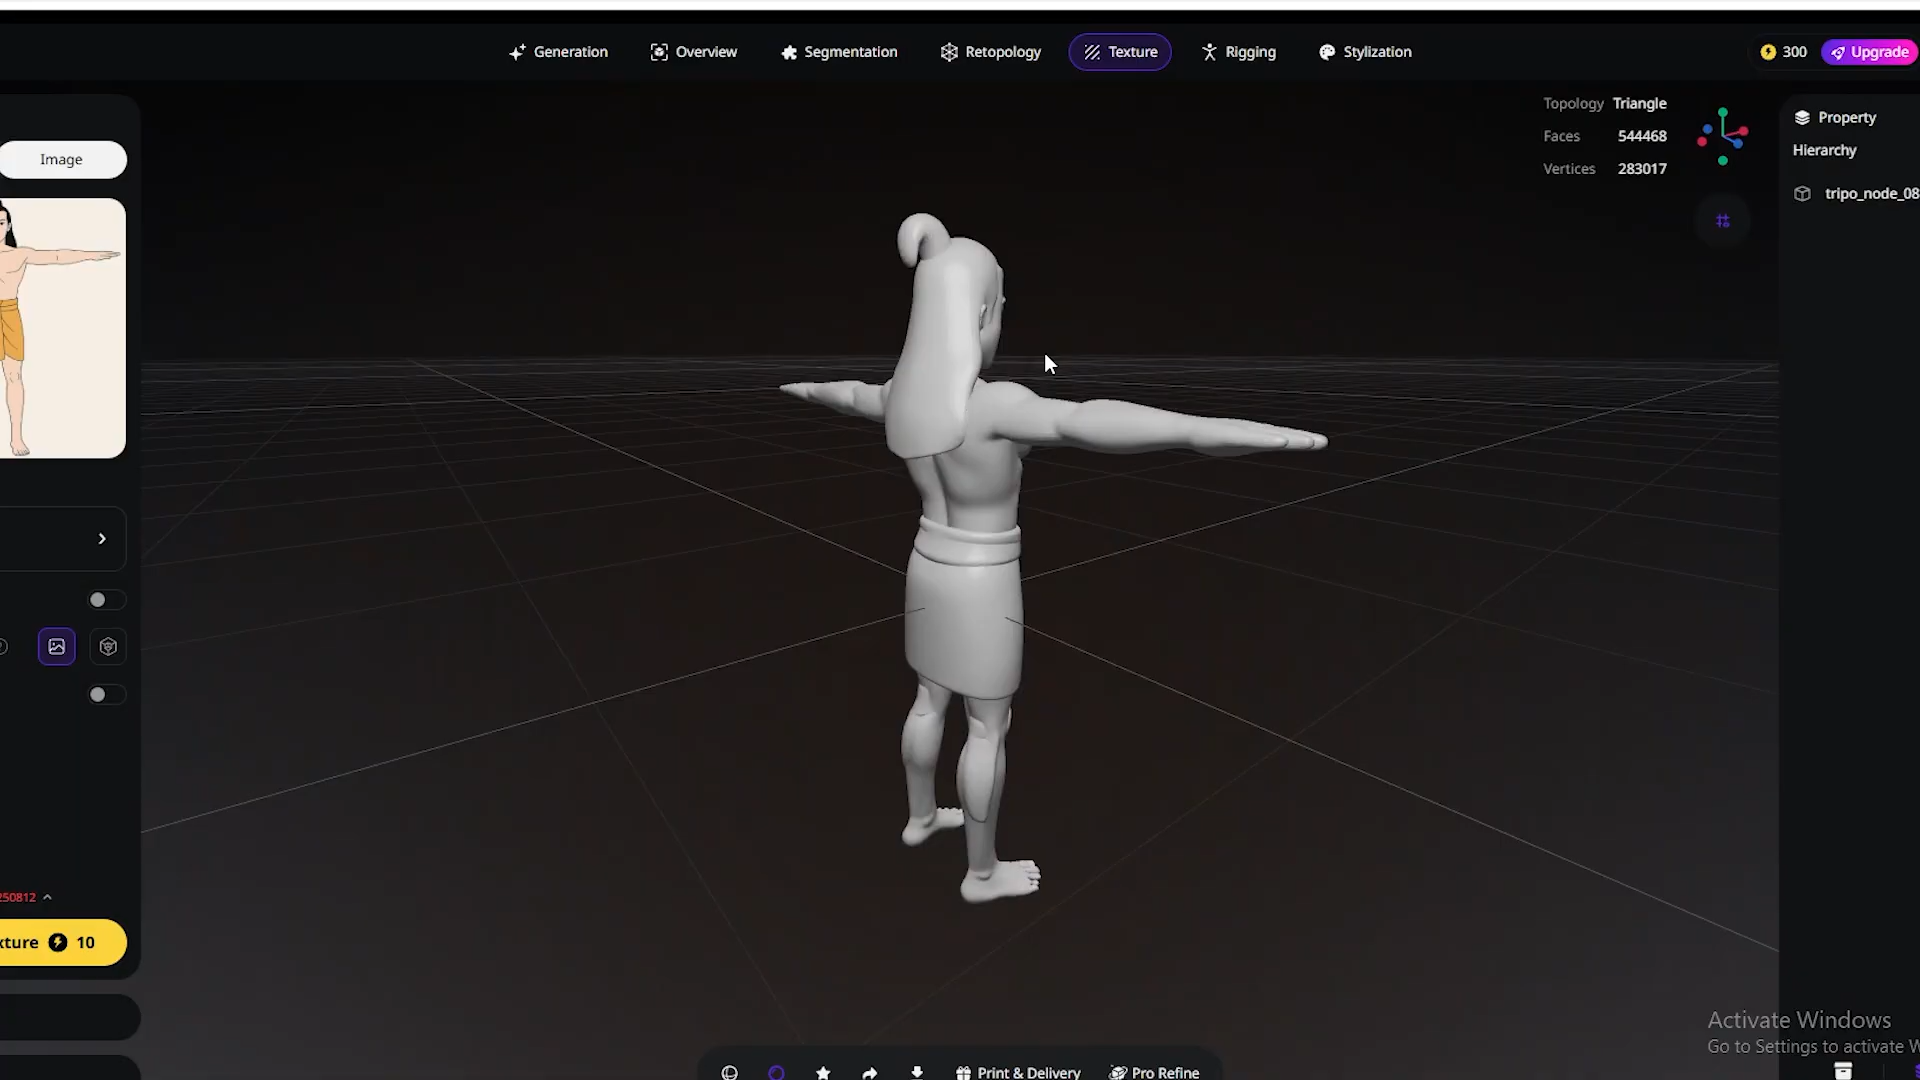 Generation Overview Segmentation Retopology Texture Rigging Stylization 300 Upgrade
Topology Triangle
Faces 544468
Vertices 283017
Property
Hierarchy
tripo_node_08
Image
250812
xture 10
Print & Delivery Pro Refine
Activate Windows
Go to Settings to activate W